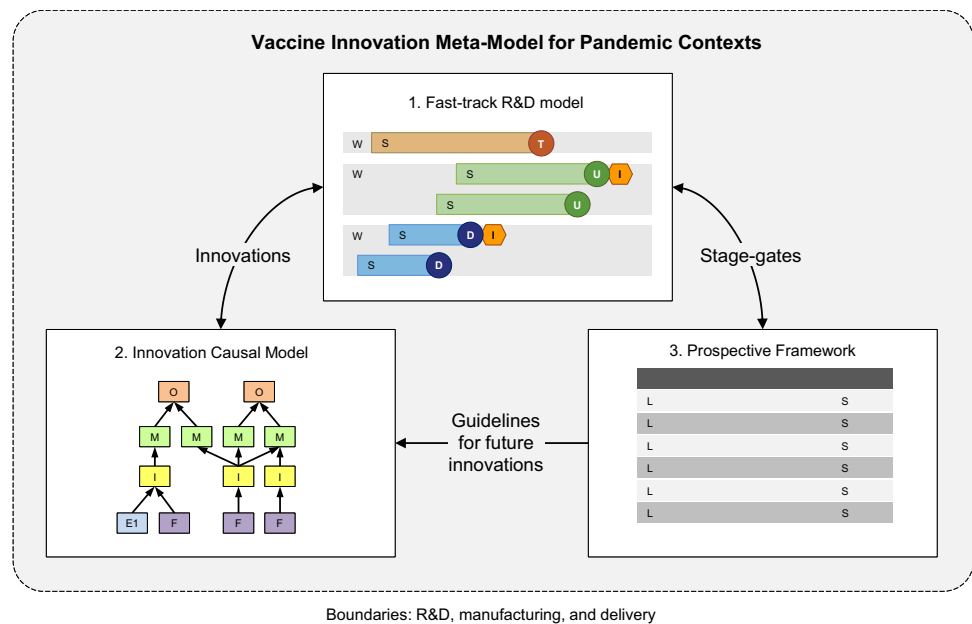 Vaccine Innovation Meta-Model for Pandemic Contexts
1. Fast-track R&D model
W S T
W S U I
S U
W S D I
S D
Innovations
Stage-gates
2. Innovation Causal Model
O O
M M M M
I I I
E1 F F F
Guidelines
for future
innovations
3. Prospective Framework
L S
L S
L S
L S
L S
L S
Boundaries: R&D, manufacturing, and delivery